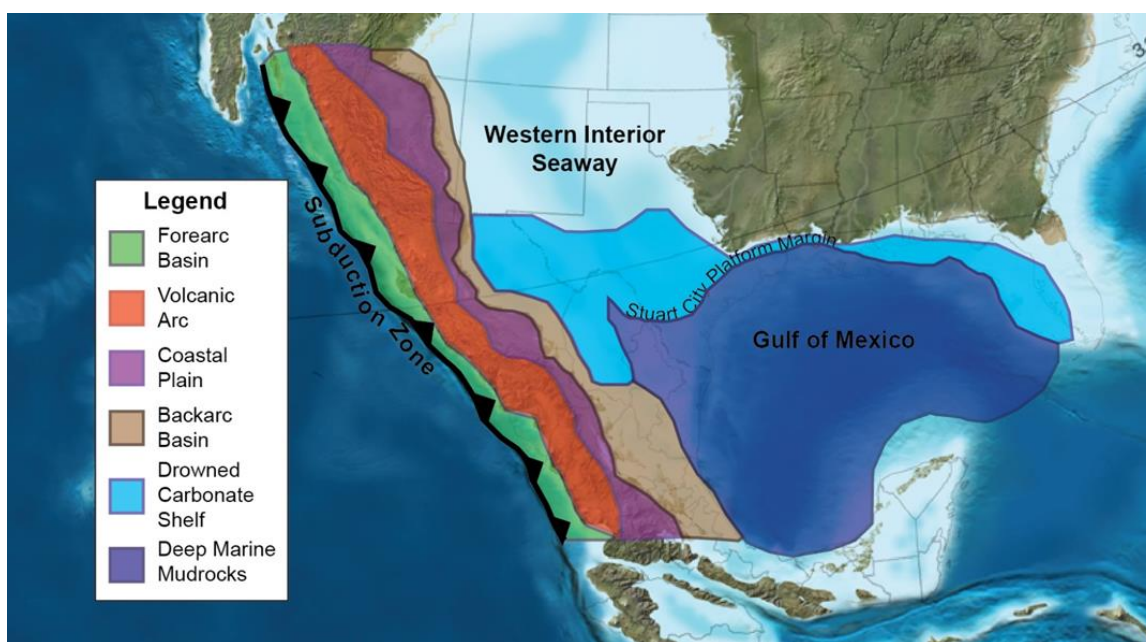 Western Interior
Seaway
Legend
Forearc
Basin
Volcanic
Arc
Coastal
Plain
Backarc
Basin
Drowned
Carbonate
Shelf
Deep Marine
Mudrocks
Subduction Zone
Stuart City Platform Margin
Gulf of Mexico